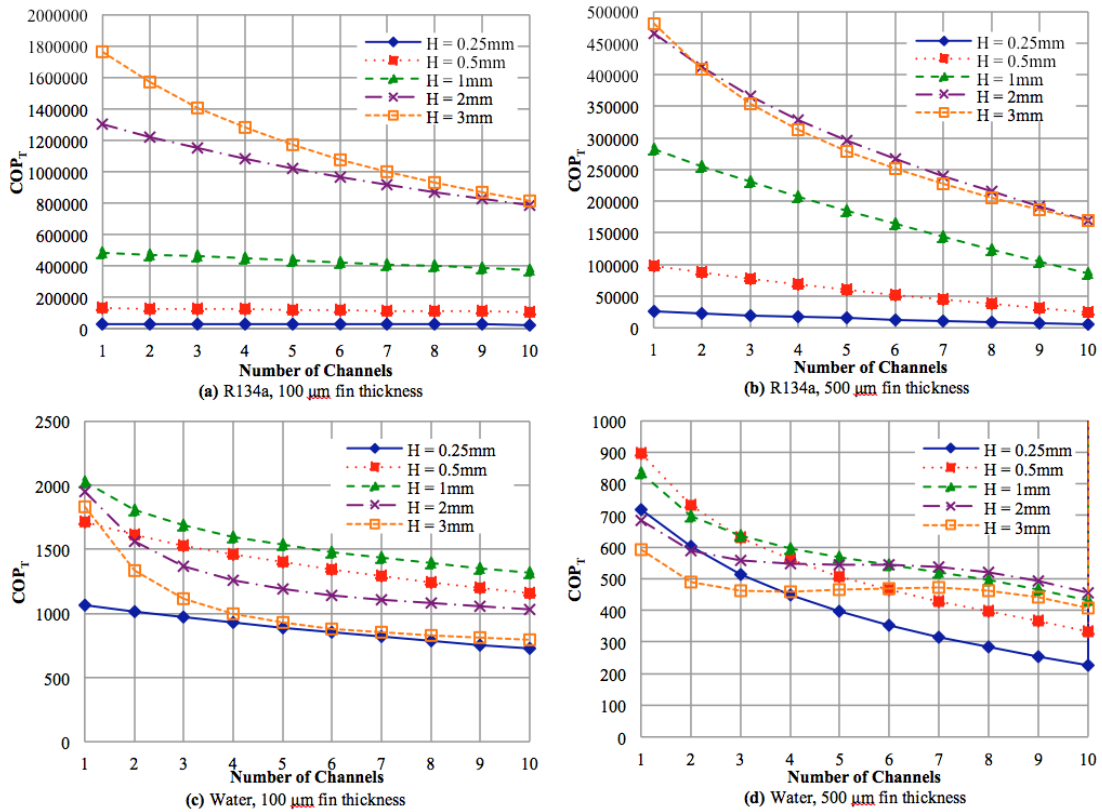 2000000
1800000
1600000
1400000
1200000
1000000
800000
600000
400000
200000
0
COP_T
H = 0.25mm
H = 0.5mm
H = 1mm
H = 2mm
H = 3mm
1 2 3 4 5 6 7 8 9 10
Number of Channels
(a) R134a, 100 µm fin thickness
500000
450000
400000
350000
300000
250000
200000
150000
100000
50000
0
COP_T
H = 0.25mm
H = 0.5mm
H = 1mm
H = 2mm
H = 3mm
1 2 3 4 5 6 7 8 9 10
Number of Channels
(b) R134a, 500 µm fin thickness
2500
2000
1500
1000
500
0
COP_T
H = 0.25mm
H = 0.5mm
H = 1mm
H = 2mm
H = 3mm
1 2 3 4 5 6 7 8 9 10
Number of Channels
(c) Water, 100 µm fin thickness
1000
900
800
700
600
500
400
300
200
100
0
COP_T
H = 0.25mm
H = 0.5mm
H = 1mm
H = 2mm
H = 3mm
1 2 3 4 5 6 7 8 9 10
Number of Channels
(d) Water, 500 µm fin thickness